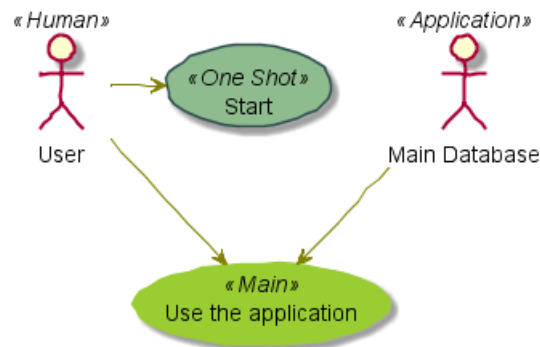 «Human»
User
«One Shot»
Start
«Application»
Main Database
«Main»
Use the application